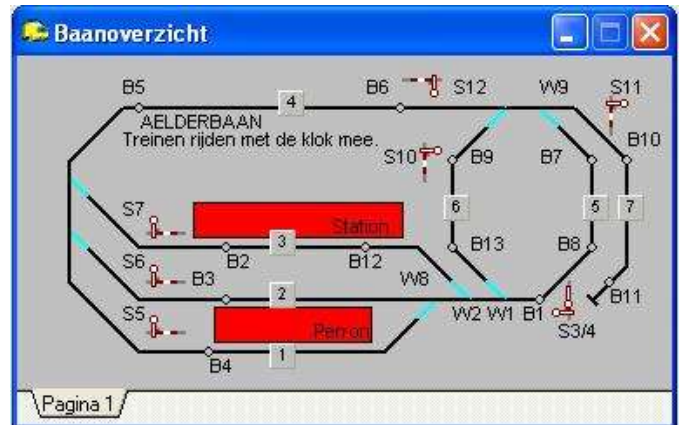 Baanoverzicht
B5 4 B6 S12 W9 S11
AELDERBAAN
Treinen rijden met de klok mee.
S10 B9 B7 B10
S7 Station 6 5 7
3
S6 B2 B12 B13 B8
B3 W8
2 B11
S5 Perron W2 W1 B1 S3/4
B4 1
Pagina 1